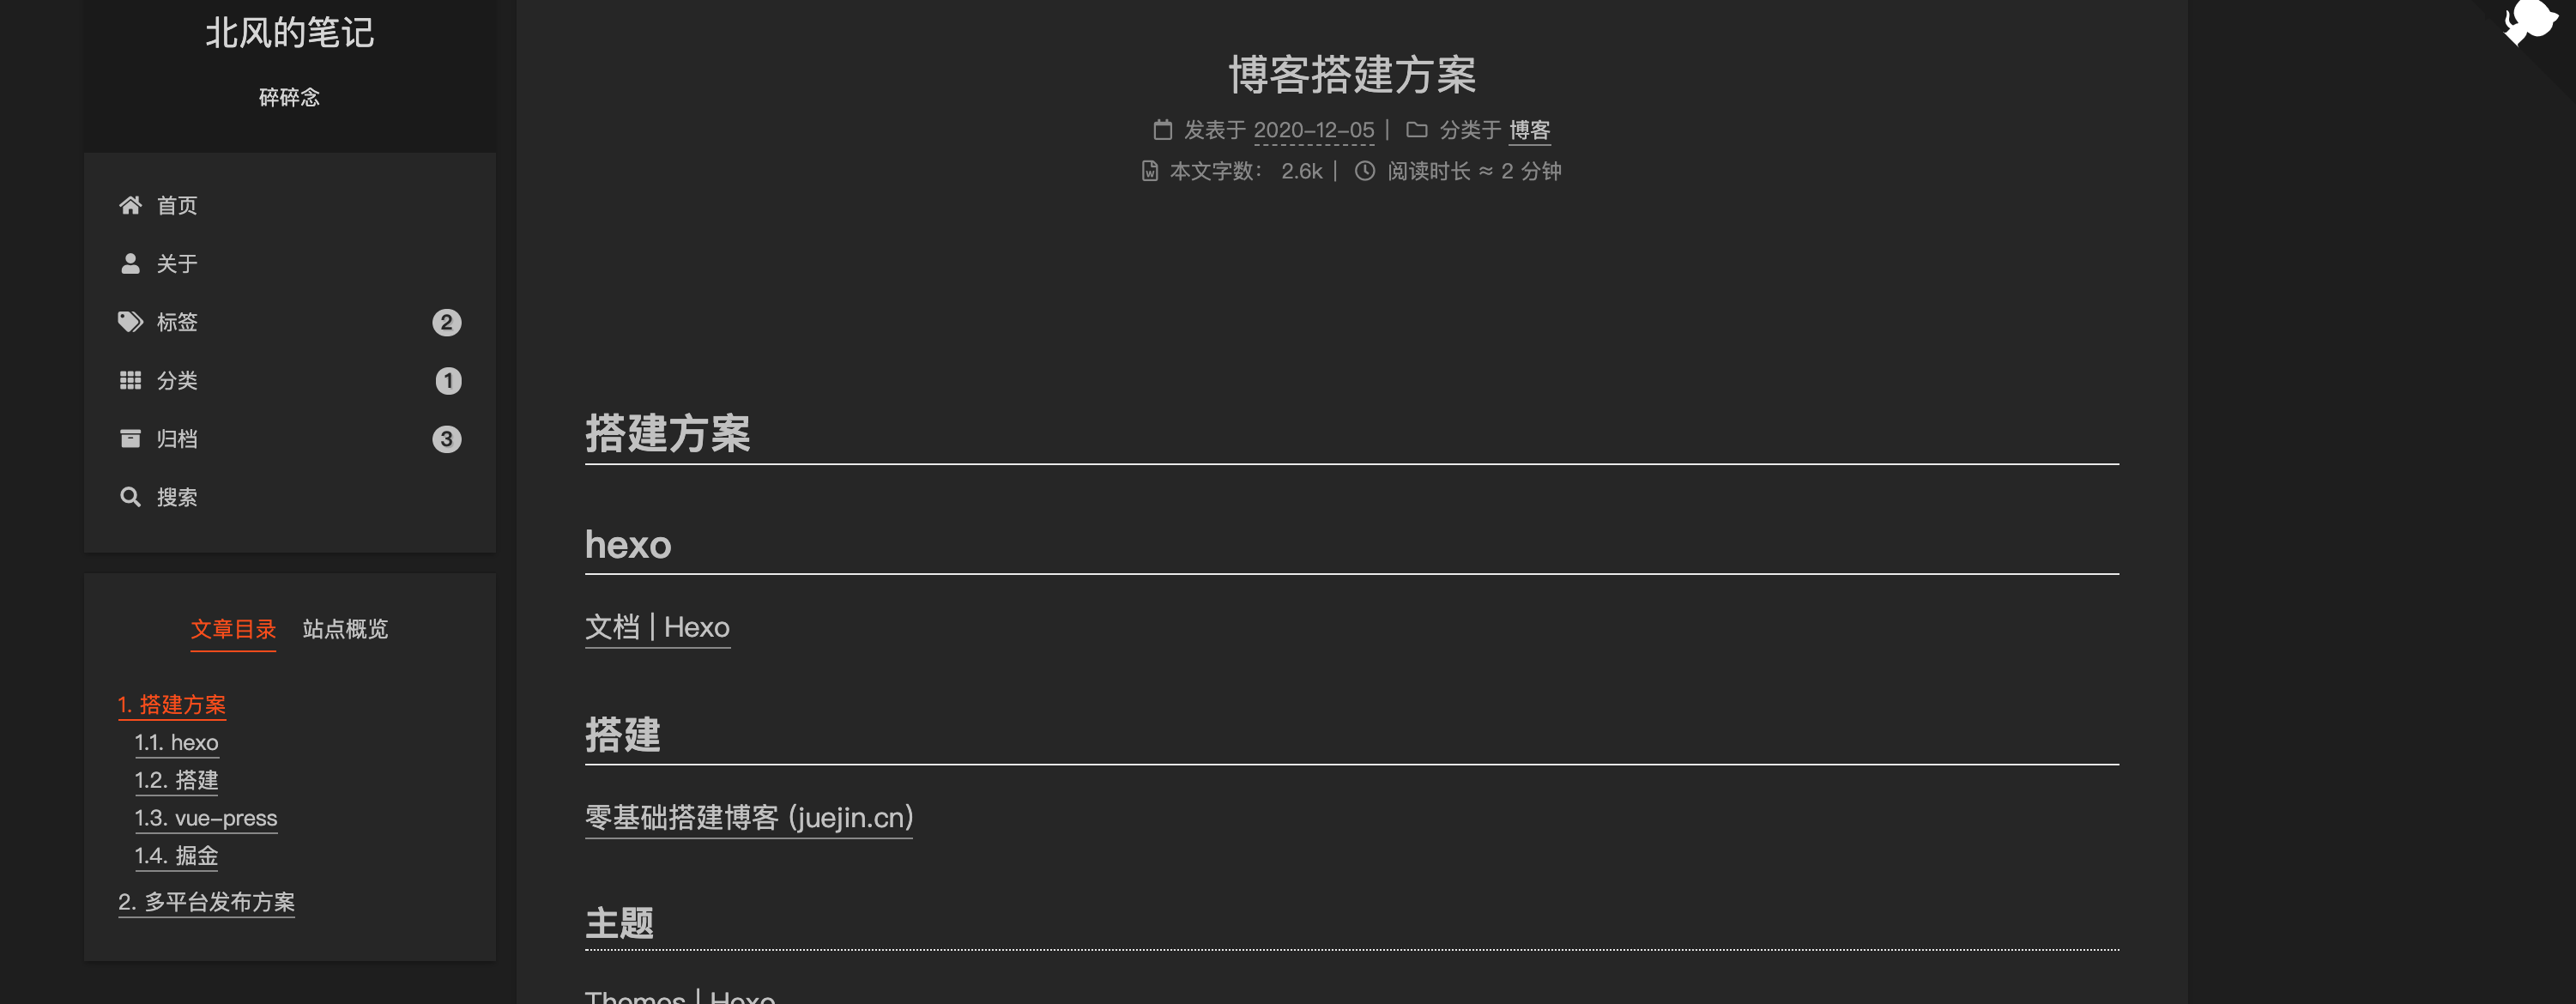 北风的笔记
碎碎念
首页
关于
标签 2
分类 1
归档 3
搜索
文章目录 站点概览
1. 搭建方案
1.1. hexo
1.2. 搭建
1.3. vue-press
1.4. 掘金
2. 多平台发布方案
博客搭建方案
发表于 2020-12-05 | 分类于 博客
本文字数： 2.6k | 阅读时长 ≈ 2 分钟
搭建方案
hexo
文档 | Hexo
搭建
零基础搭建博客 (juejin.cn)
主题
Themes | Hexo